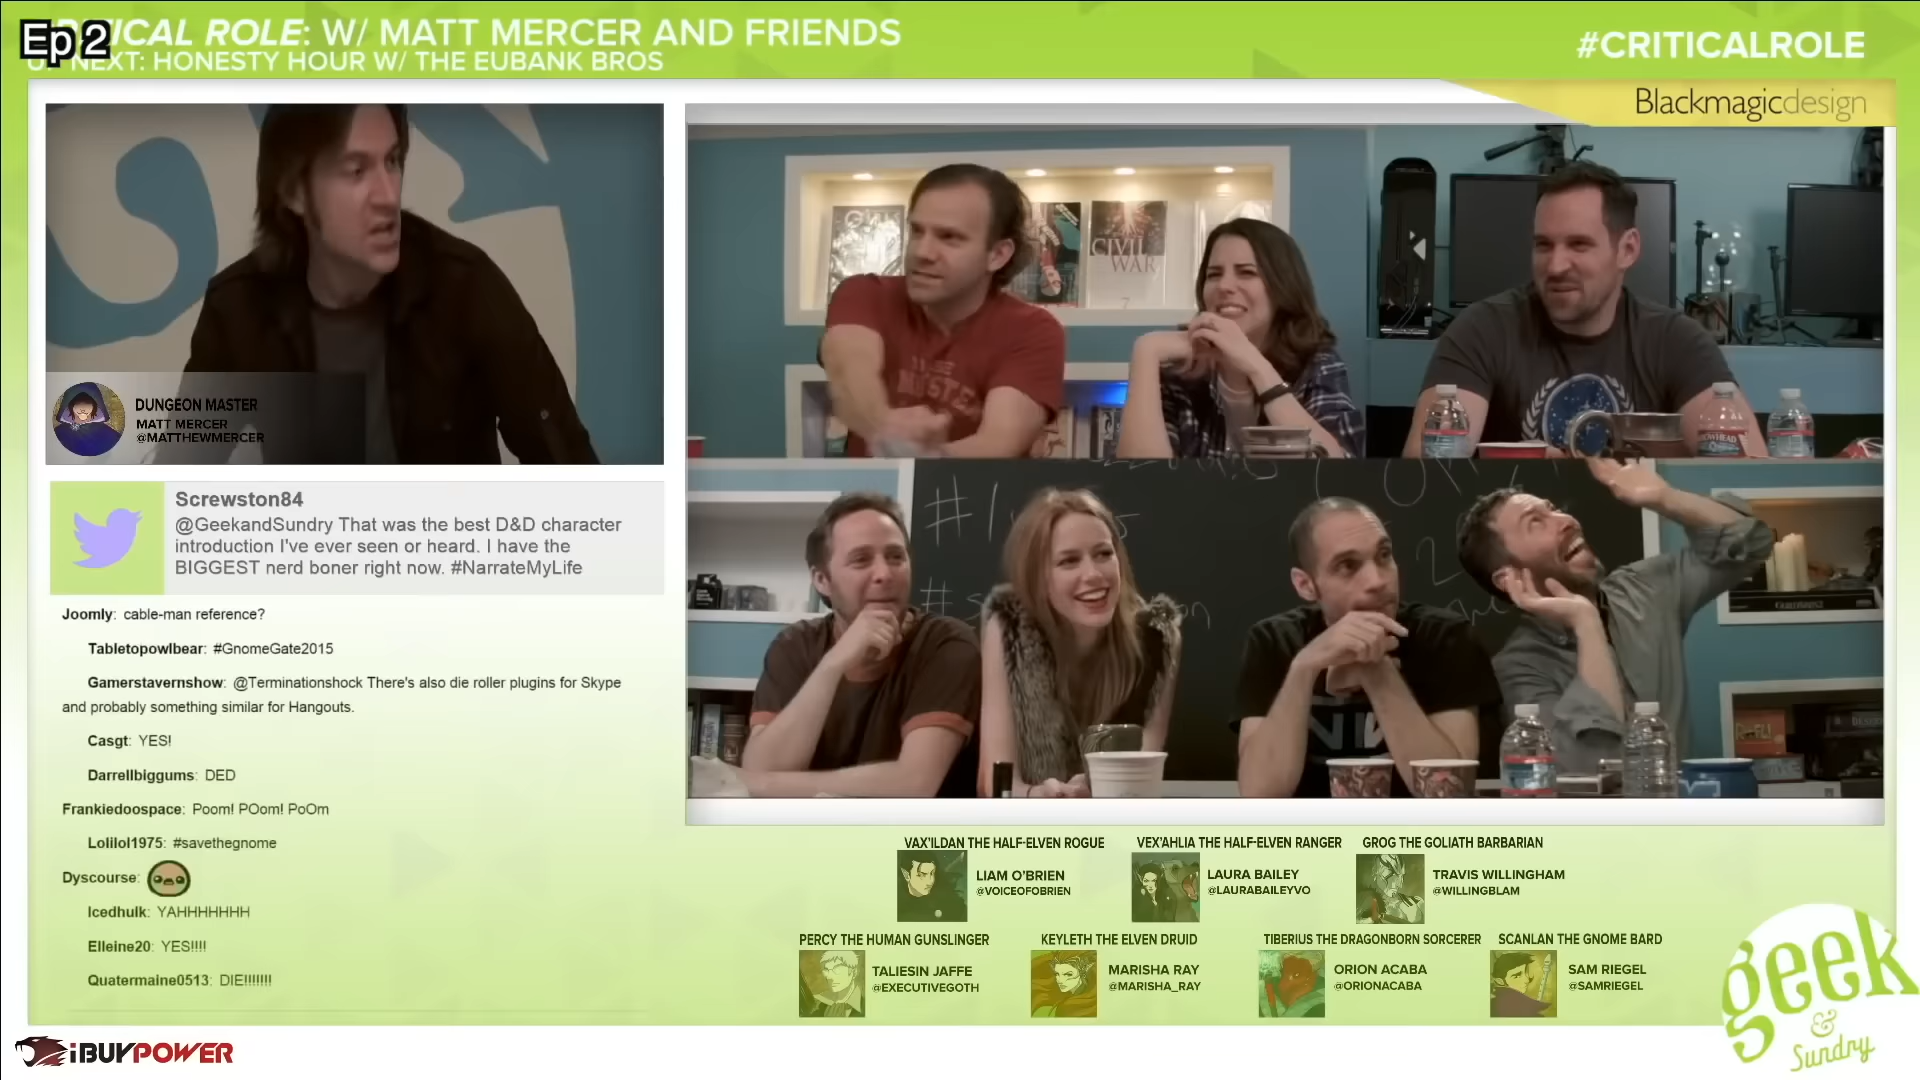 Ep 2
ICAL ROLE: W/ MATT MERCER AND FRIENDS
NEXT: HONESTY HOUR W/ THE EUBANK BROS
#CRITICALROLE
Blackmagicdesign
CIVIL
WAR
DUNGEON MASTER
MATT MERCER
@MATTHEWMERCER
Screwston84
@GeekandSundry That was the best D&D character
introduction I've ever seen or heard. I have the
BIGGEST nerd boner right now. #NarrateMyLife
Joomly: cable-man reference?
Tabletopowlbear: #GnomeGate2015
Gamerstavernshow: @Terminationshock There's also die roller plugins for Skype
and probably something similar for Hangouts.
Casgt: YES!
Darrellbiggums: DED
Frankiedoospace: Poom! POom! PoOm
Lolilol1975: #savethegnome
Dyscourse:
Icedhulk: YAHHHHHHH
Elleine20: YES!!!!
Quatermaine0513: DIE!!!!!!!
VAX'ILDAN THE HALF-ELVEN ROGUE
LIAM O'BRIEN
@VOICEOFOBRIEN
VEX'AHLIA THE HALF-ELVEN RANGER
LAURA BAILEY
@LAURABAILEYVO
GROG THE GOLIATH BARBARIAN
TRAVIS WILLINGHAM
@WILLINGBLAM
PERCY THE HUMAN GUNSLINGER
TALIESIN JAFFE
@EXECUTIVEGOTH
KEYLETH THE ELVEN DRUID
MARISHA RAY
@MARISHA_RAY
TIBERIUS THE DRAGONBORN SORCERER
ORION ACABA
@ORIONACABA
SCANLAN THE GNOME BARD
SAM RIEGEL
@SAMRIEGEL
geek
&
Sundry
iBUYPOWER